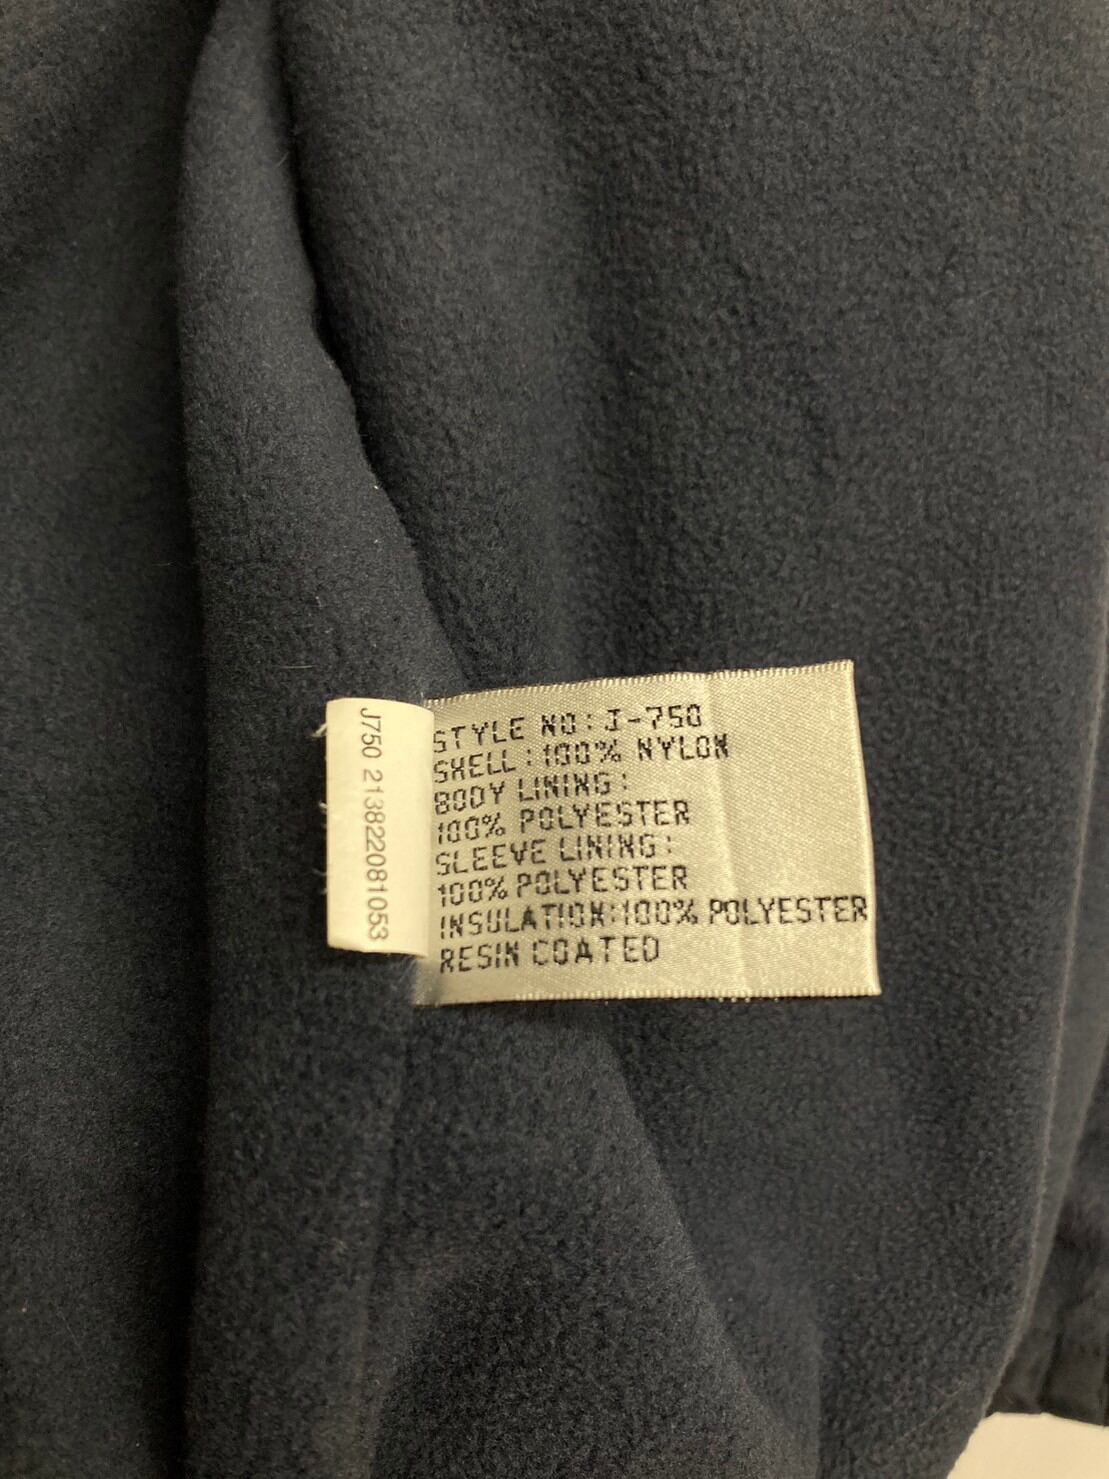 J750 213822081053
STYLE NO:J-750
SHELL:100% NYLON
BODY LINING:
100% POLYESTER
SLEEVE LINING:
100% POLYESTER
INSULATION:100% POLYESTER
RESIN COATED